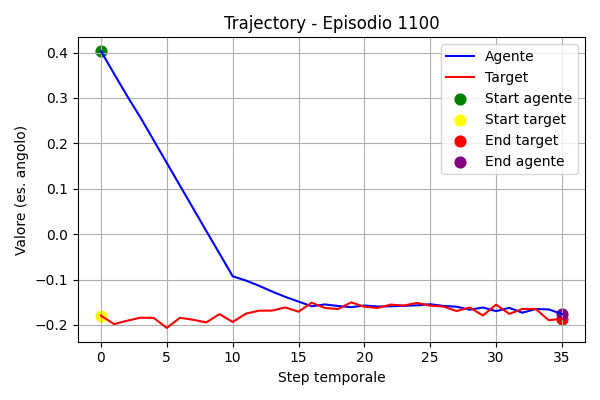 Trajectory - Episodio 1100
Valore (es. angolo)
0.4
0.3
0.2
0.1
0.0
−0.1
−0.2
0
5
10
15
20
25
30
35
Step temporale
Agente
Target
Start agente
Start target
End target
End agente